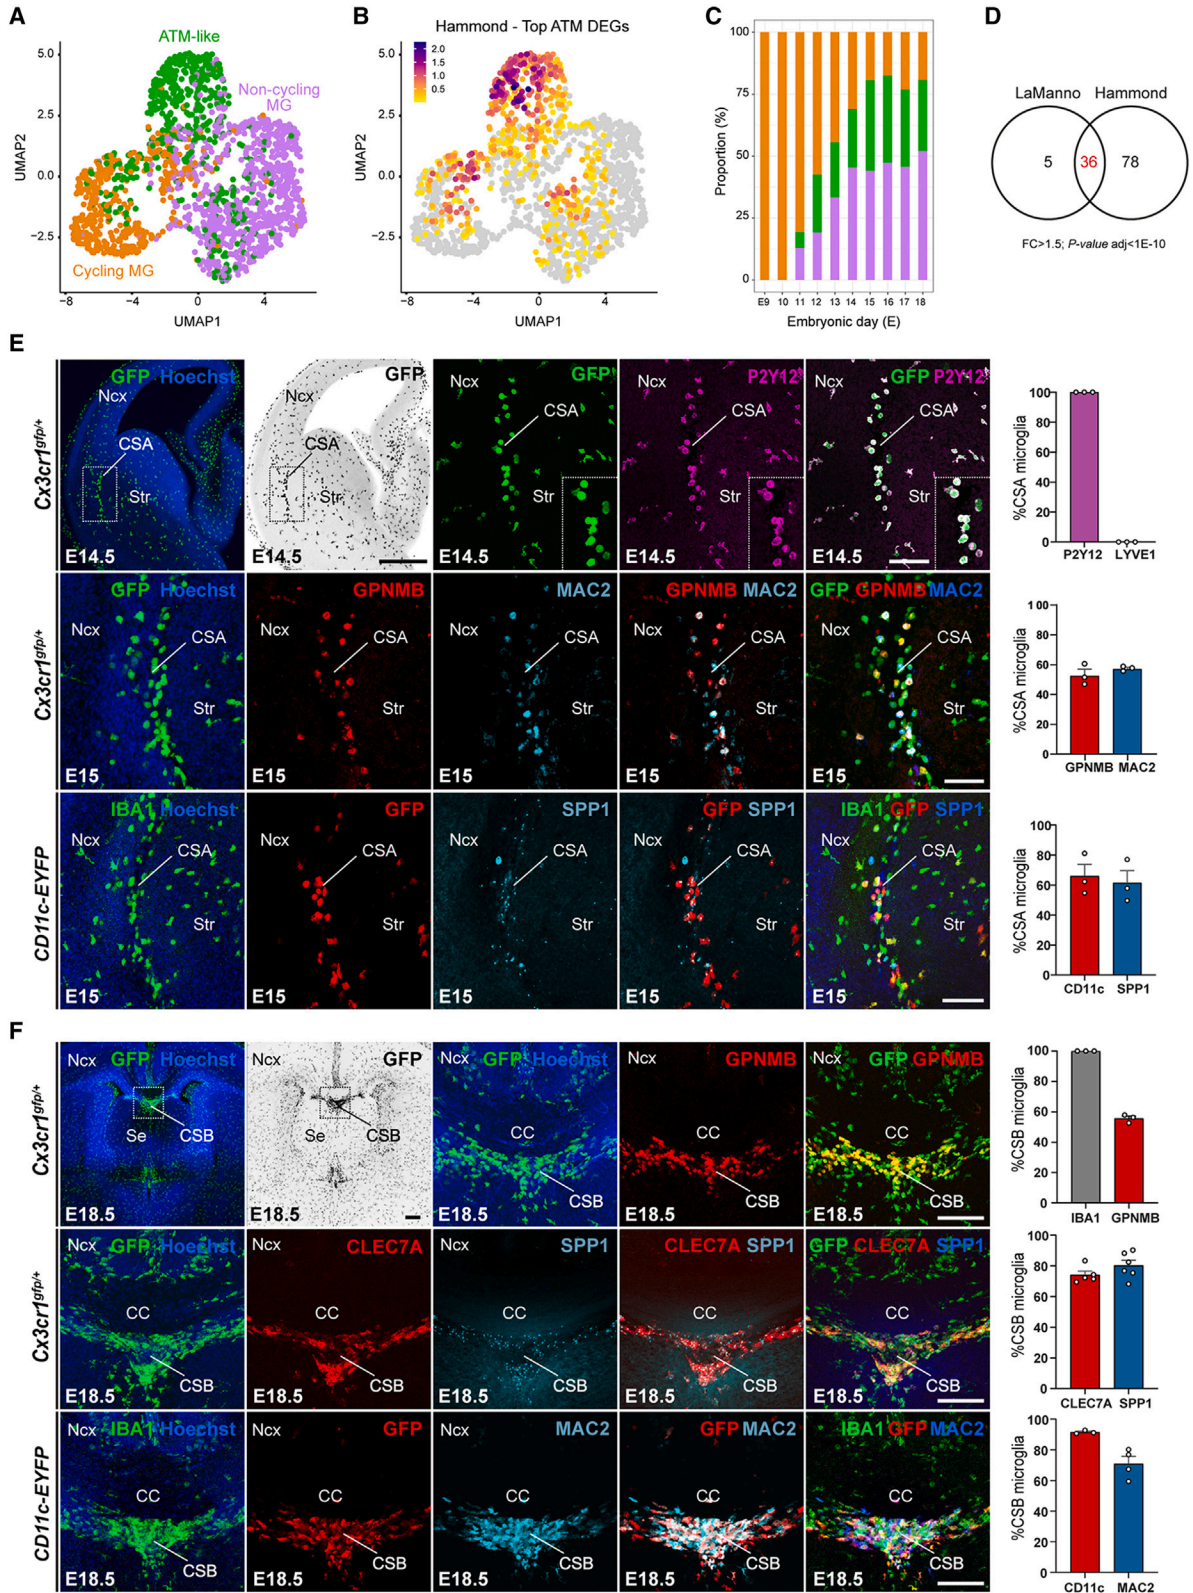 A
ATM-like
Non-cycling
MG
Cycling MG
UMAP2
5.0
2.5
0.0
−2.5
−8
−4
0
4
UMAP1
B
Hammond - Top ATM DEGs
2.0
1.5
1.0
0.5
UMAP2
5.0
2.5
0.0
−2.5
−8
−4
0
4
UMAP1
C
Proportion (%)
100
75
50
25
0
E9 10 11 12 13 14 15 16 17 18
Embryonic day (E)
D
LaManno
Hammond
5
36
78
FC>1.5; P-value adj<1E-10
E
Cx3cr1gfp/+
GFP Hoechst
Ncx
CSA
Str
E14.5
GFP
Ncx
CSA
Str
E14.5
GFP
Ncx
CSA
Str
E14.5
P2Y12
Ncx
CSA
Str
E14.5
GFP P2Y12
Ncx
CSA
Str
E14.5
%CSA microglia
100
80
60
40
20
0
P2Y12 LYVE1
Cx3cr1gfp/+
GFP Hoechst
Ncx
CSA
Str
E15
GPNMB
Ncx
CSA
Str
E15
MAC2
Ncx
CSA
Str
E15
GPNMB MAC2
Ncx
CSA
Str
E15
GFP GPNMB MAC2
Ncx
CSA
Str
E15
%CSA microglia
100
80
60
40
20
0
GPNMB MAC2
CD11c-EYFP
IBA1 Hoechst
Ncx
CSA
Str
E15
GFP
Ncx
CSA
Str
E15
SPP1
Ncx
CSA
Str
E15
GFP SPP1
Ncx
CSA
Str
E15
IBA1 GFP SPP1
Ncx
CSA
Str
E15
%CSA microglia
100
80
60
40
20
0
CD11c SPP1
F
Cx3cr1gfp/+
Ncx GFP Hoechst
Se
CSB
E18.5
Ncx GFP
Se
CSB
E18.5
Ncx GFP Hoechst
CC
CSB
E18.5
Ncx GPNMB
CC
CSB
E18.5
Ncx GFP GPNMB
CC
CSB
E18.5
%CSB microglia
100
80
60
40
20
0
IBA1 GPNMB
Cx3cr1gfp/+
Ncx GFP Hoechst
CC
CSB
E18.5
Ncx CLEC7A
CC
CSB
E18.5
Ncx SPP1
CC
CSB
E18.5
Ncx CLEC7A SPP1
CC
CSB
E18.5
GFP CLEC7A SPP1
Ncx
CC
CSB
E18.5
%CSB microglia
100
80
60
40
20
0
CLEC7A SPP1
CD11c-EYFP
Ncx IBA1 Hoechst
CC
CSB
E18.5
Ncx GFP
CC
CSB
E18.5
Ncx MAC2
CC
CSB
E18.5
Ncx GFP MAC2
CC
CSB
E18.5
Ncx IBA1 GFP MAC2
CC
CSB
E18.5
%CSB microglia
100
80
60
40
20
0
CD11c MAC2